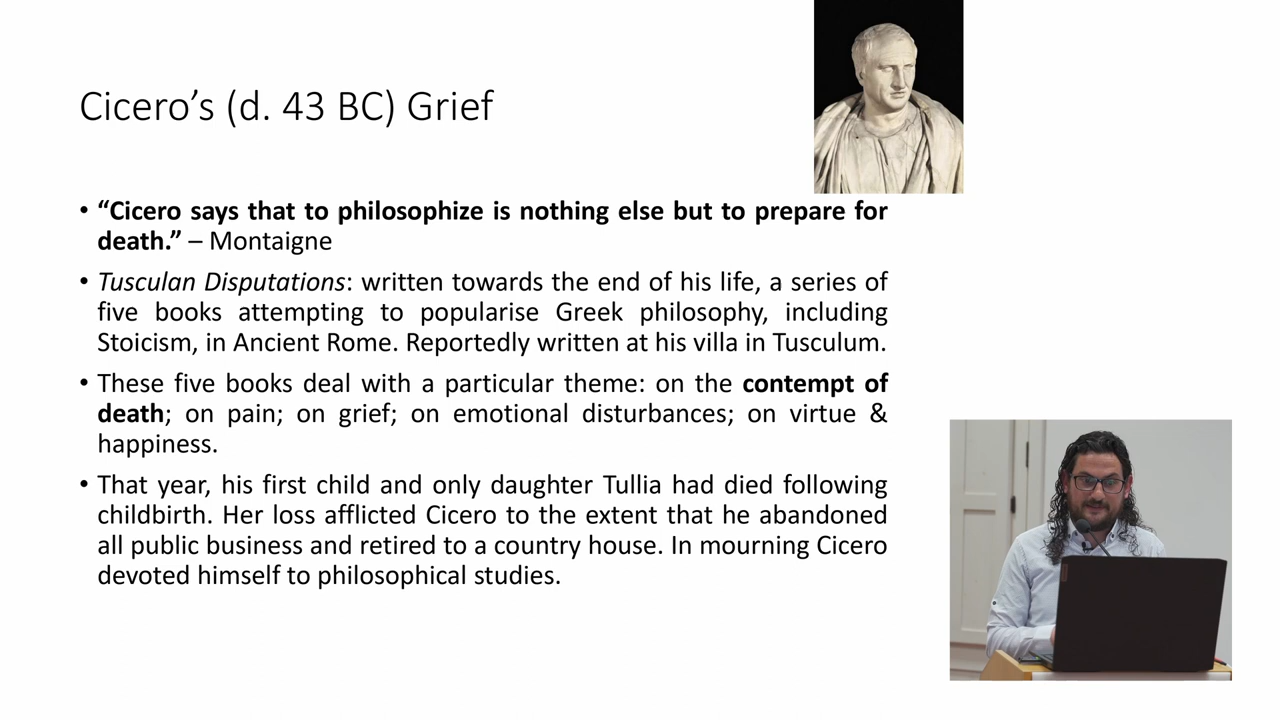 Cicero’s (d. 43 BC) Grief
• “Cicero says that to philosophize is nothing else but to prepare for
death.” – Montaigne
• Tusculan Disputations: written towards the end of his life, a series of
five books attempting to popularise Greek philosophy, including
Stoicism, in Ancient Rome. Reportedly written at his villa in Tusculum.
• These five books deal with a particular theme: on the contempt of
death; on pain; on grief; on emotional disturbances; on virtue &
happiness.
• That year, his first child and only daughter Tullia had died following
childbirth. Her loss afflicted Cicero to the extent that he abandoned
all public business and retired to a country house. In mourning Cicero
devoted himself to philosophical studies.